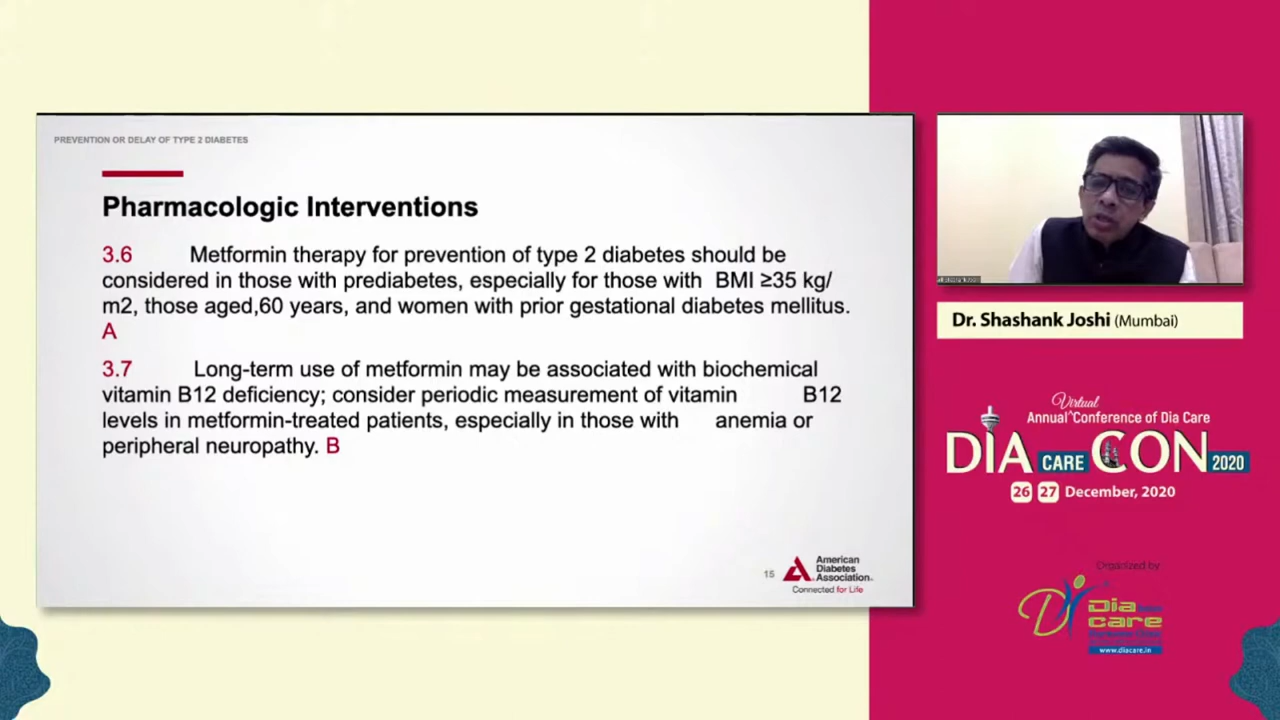 PREVENTION OR DELAY OF TYPE 2 DIABETES
Pharmacologic Interventions
3.6 Metformin therapy for prevention of type 2 diabetes should be
considered in those with prediabetes, especially for those with BMI ≥35 kg/
m2, those aged,60 years, and women with prior gestational diabetes mellitus.
A
3.7 Long-term use of metformin may be associated with biochemical
vitamin B12 deficiency; consider periodic measurement of vitamin B12
levels in metformin-treated patients, especially in those with anemia or
peripheral neuropathy. B
15
American
Diabetes
Association
Connected for Life
Dr. Shashank Joshi (Mumbai)
Virtual
Annual^Conference of Dia Care
DIA CARE CON 2020
26 27 December, 2020
Organized by
Dia
care
www.diacare.in